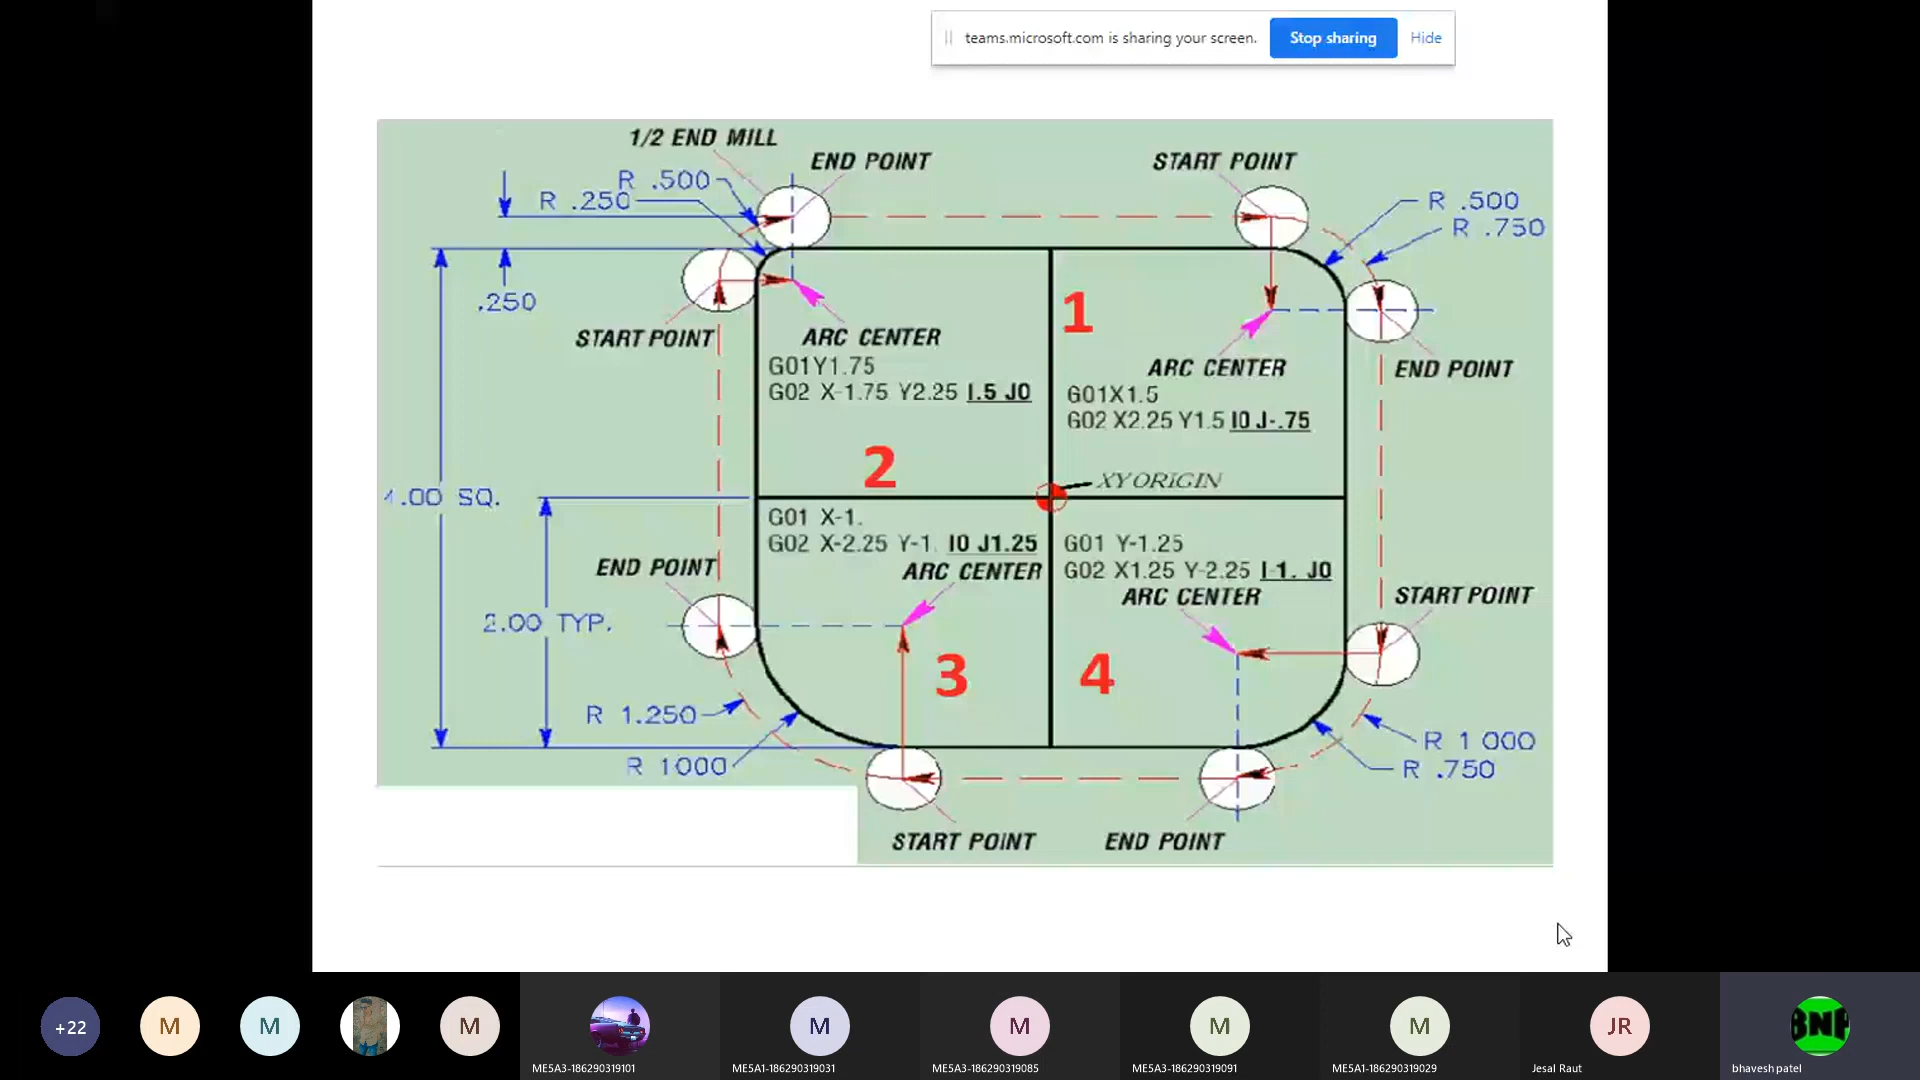 teams.microsoft.com is sharing your screen.
Stop sharing
Hide
1/2 END MILL
END POINT
START POINT
R .500
R .250
R .500
R .750
.250
START POINT
ARC CENTER
G01Y1.75
G02 X-1.75 Y2.25 I.5 J0
1
ARC CENTER
END POINT
G01X1.5
G02 X2.25 Y1.5 I0 J-.75
2
XY ORIGIN
4.00 SQ.
G01 X-1.
G02 X-2.25 Y-1. I0 J1.25
ARC CENTER
G01 Y-1.25
G02 X1.25 Y-2.25 I-1. J0
ARC CENTER
END POINT
START POINT
2.00 TYP.
3
4
R 1.250
R 1000
R 1 000
R .750
START POINT
END POINT
+22
M
M
M
M
M
M
M
JR
BNP
ME5A3-186290319101
ME5A1-186290319031
ME5A3-186290319085
ME5A3-186290319091
ME5A1-186290319029
Jesal Raut
bhavesh patel